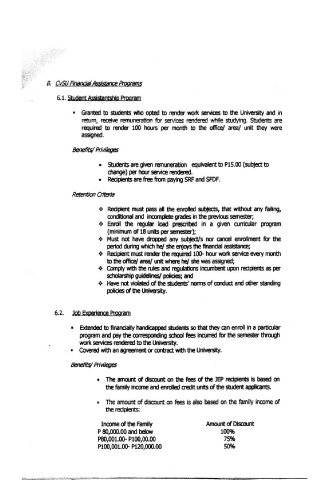 B. CvSU Financial Assistance Programs
6.1. Student Assistantship Program
• Granted to students who opted to render work services to the University and in
return, receive remuneration for services rendered while studying. Students are
required to render 100 hours per month to the office/ area/ unit they were
assigned.
Benefits/ Privileges
• Students are given remuneration equivalent to P15.00 (subject to
change) per hour service rendered.
• Recipients are free from paying SRF and SFDF.
Retention Criteria
❖ Recipient must pass all the enrolled subjects, that without any failing,
conditional and incomplete grades in the previous semester;
❖ Enroll the regular load prescribed in a given curricular program
(minimum of 18 units per semester);
❖ Must not have dropped any subject/s nor cancel enrollment for the
period during which he/ she enjoys the financial assistance;
❖ Recipient must render the required 100- hour work service every month
to the office/ area/ unit where he/ she was assigned;
❖ Comply with the rules and regulations incumbent upon recipients as per
scholarship guidelines/ policies; and
❖ Have not violated of the students' norms of conduct and other standing
policies of the University.
6.2. Job Experience Program
• Extended to financially handicapped students so that they can enroll in a particular
program and pay the corresponding school fees incurred for the semester through
work services rendered to the University.
• Covered with an agreement or contract with the University.
Benefits/ Privileges
• The amount of discount on the fees of the JEP recipients is based on
the family income and enrolled credit units of the student applicants.
• The amount of discount on fees is also based on the family income of
the recipients:
Income of the Family Amount of Discount
P 80,000.00 and below 100%
P80,001.00- P100,00.00 75%
P100,001.00- P120,000.00 50%